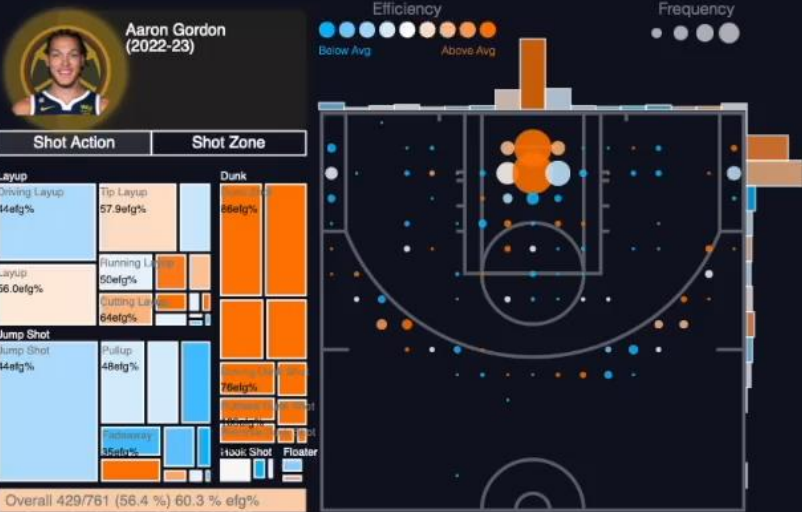 Aaron Gordon
(2022-23)
Efficiency
Below Avg
Above Avg
Frequency
Shot Action
Shot Zone
Layup
Driving Layup
44efg%
Tip Layup
57.9efg%
Layup
56.0efg%
Running Layup
50efg%
Cutting Layup
64efg%
Dunk
86efg%
Jump Shot
Jump Shot
44efg%
Pullup
48efg%
Fadeaway
35efg%
76efg%
Hook Shot
Floater
Overall 429/761 (56.4 %) 60.3 % efg%